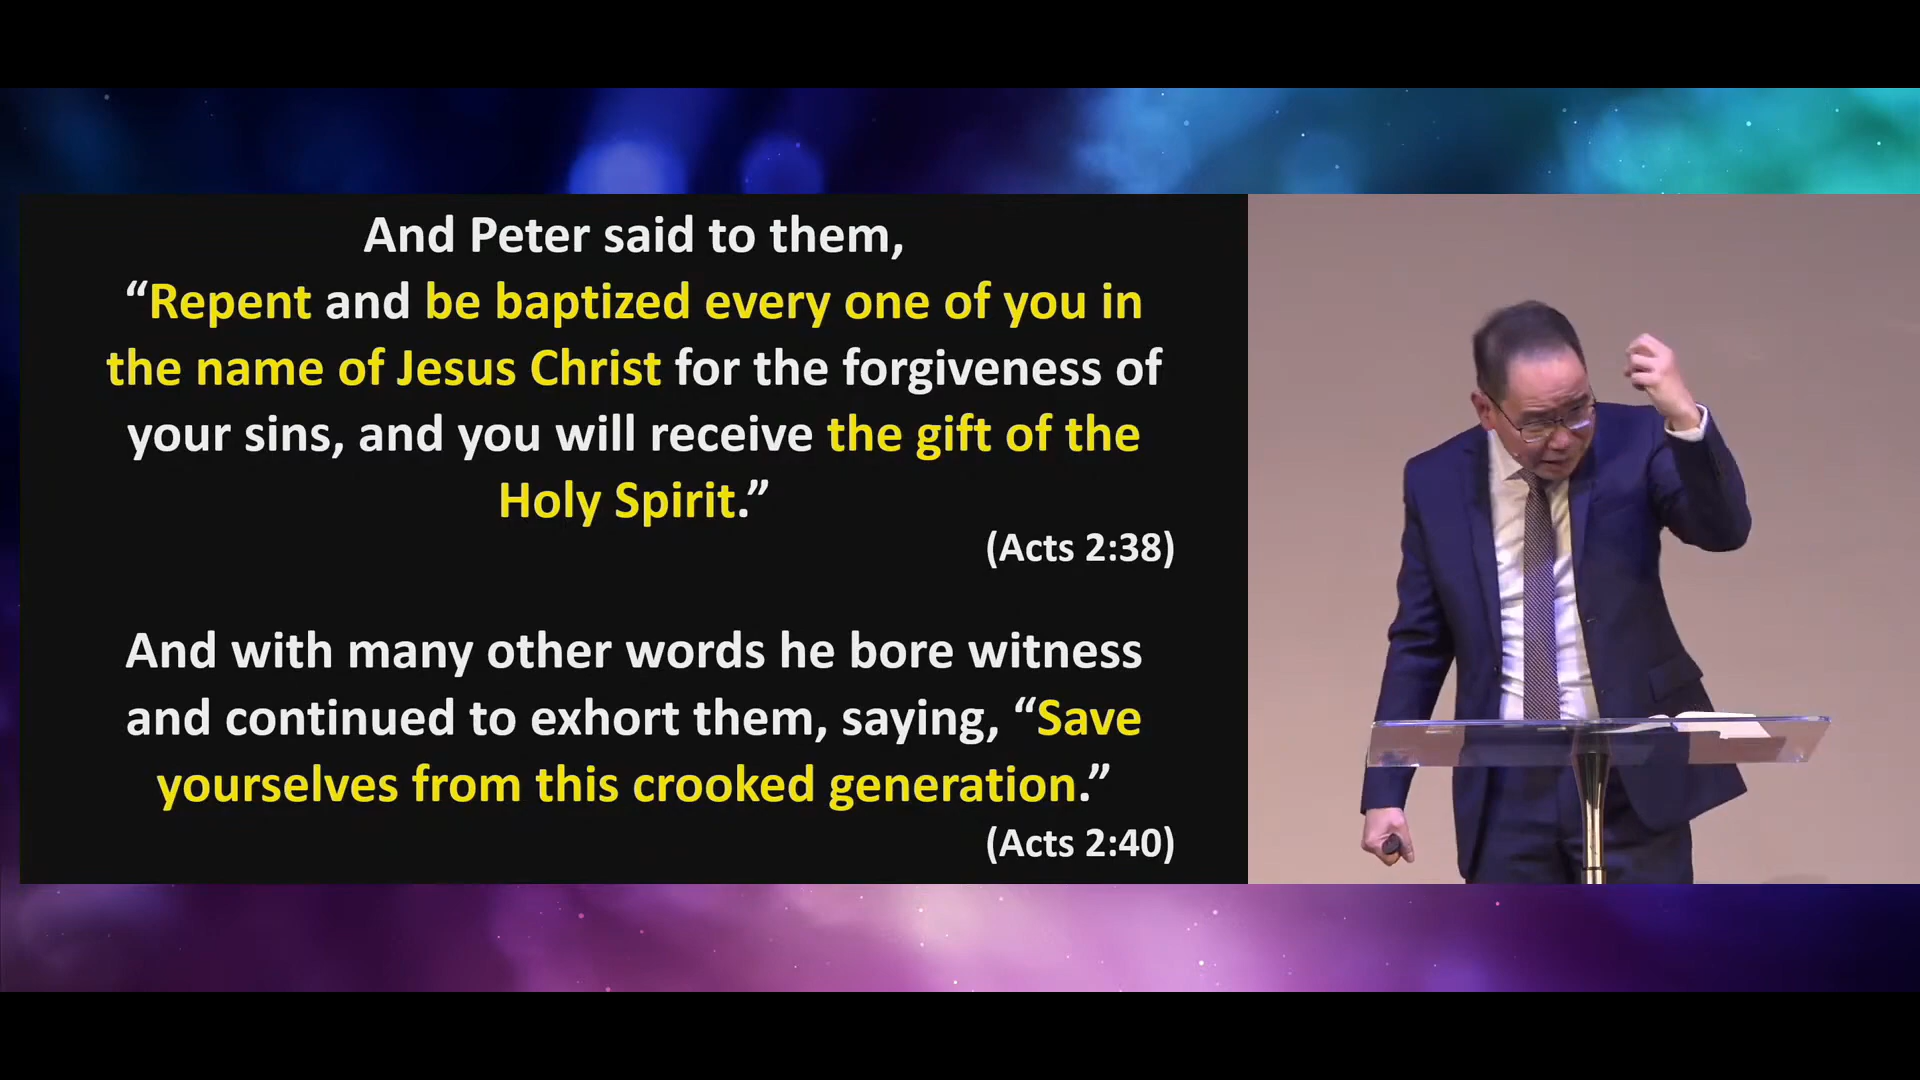 And Peter said to them,
“Repent and be baptized every one of you in
the name of Jesus Christ for the forgiveness of
your sins, and you will receive the gift of the
Holy Spirit.”
(Acts 2:38)
And with many other words he bore witness
and continued to exhort them, saying, “Save
yourselves from this crooked generation.”
(Acts 2:40)